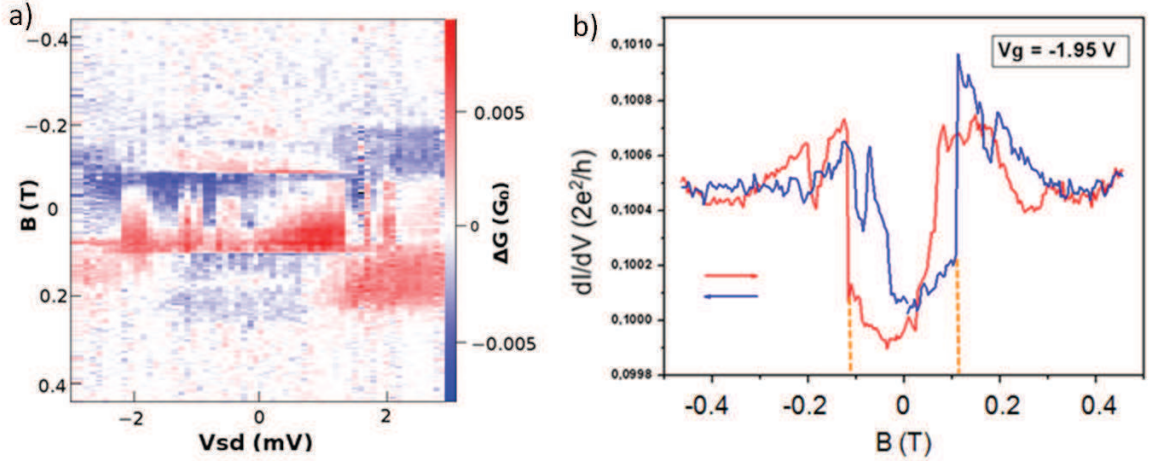 a)
−0.4
−0.2
0
0.2
0.4
B (T)
−2
0
2
Vsd (mV)
0.005
0
−0.005
ΔG (G₀)
b)
0,1010
0,1008
0,1006
0,1004
0,1002
0,1000
0,0998
dI/dV (2e²/h)
Vg = -1.95 V
-0.4
-0.2
0
0.2
0.4
B (T)